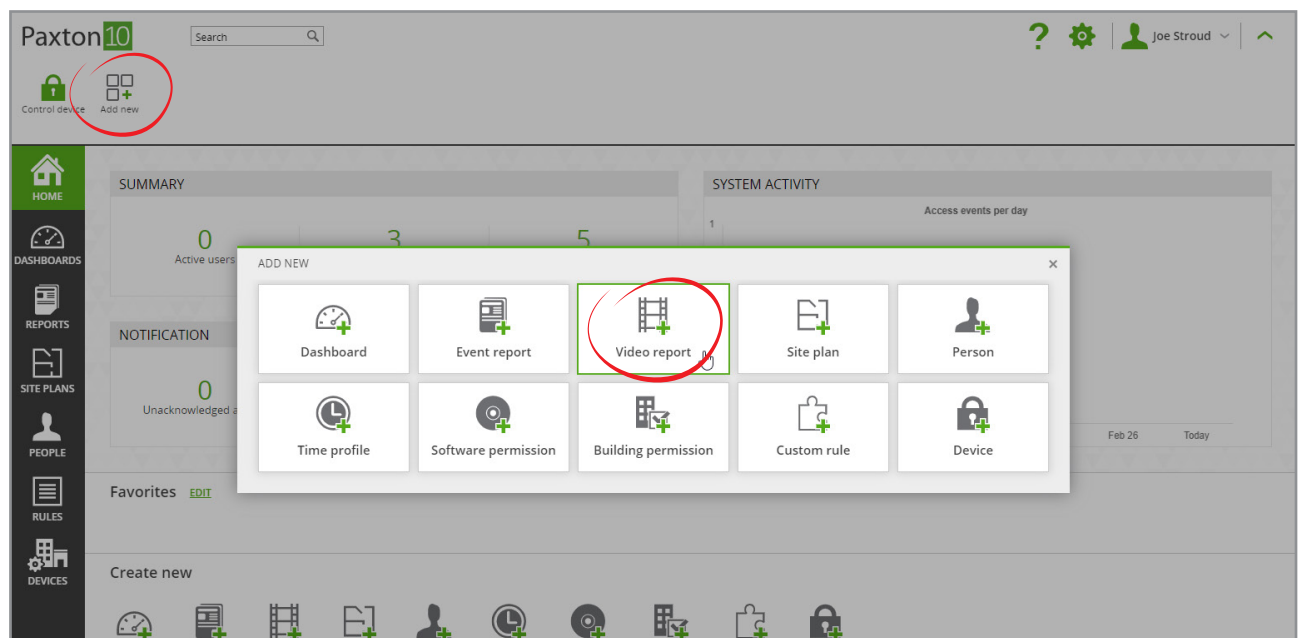 Paxton10
Search
Joe Stroud
Control device
Add new
HOME
DASHBOARDS
REPORTS
SITE PLANS
PEOPLE
RULES
DEVICES
SUMMARY
0
3
5
Active users
SYSTEM ACTIVITY
Access events per day
1
Feb 26
Today
NOTIFICATION
0
Unacknowledged a
ADD NEW
Dashboard
Event report
Video report
Site plan
Person
Time profile
Software permission
Building permission
Custom rule
Device
Favorites EDIT
Create new